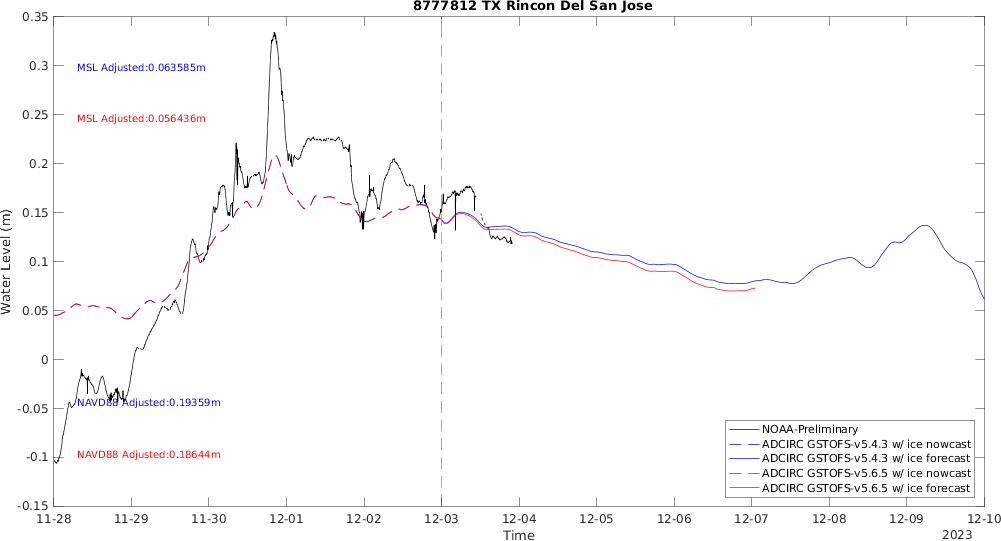 8777812 TX Rincon Del San Jose
0.35
0.3
0.25
0.2
0.15
0.1
0.05
0
-0.05
-0.1
-0.15
Water Level (m)
MSL Adjusted:0.063585m
MSL Adjusted:0.056436m
NAVD88 Adjusted:0.19359m
NAVD88 Adjusted:0.18644m
NOAA-Preliminary
ADCIRC GSTOFS-v5.4.3 w/ ice nowcast
ADCIRC GSTOFS-v5.4.3 w/ ice forecast
ADCIRC GSTOFS-v5.6.5 w/ ice nowcast
ADCIRC GSTOFS-v5.6.5 w/ ice forecast
11-28 11-29 11-30 12-01 12-02 12-03 12-04 12-05 12-06 12-07 12-08 12-09 12-10
Time
2023